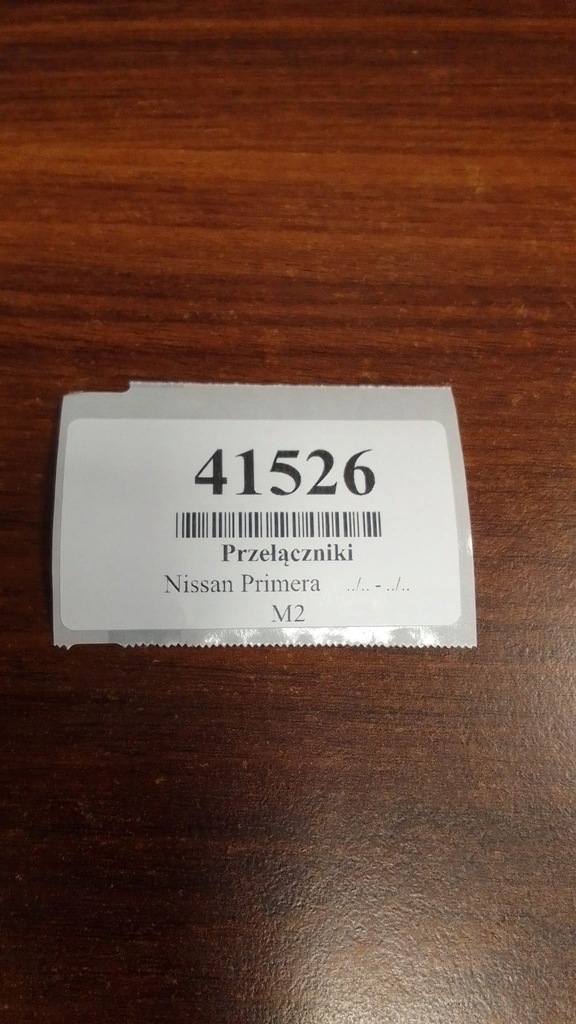 41526
Przełączniki
Nissan Primera ../.. - ../..
M2